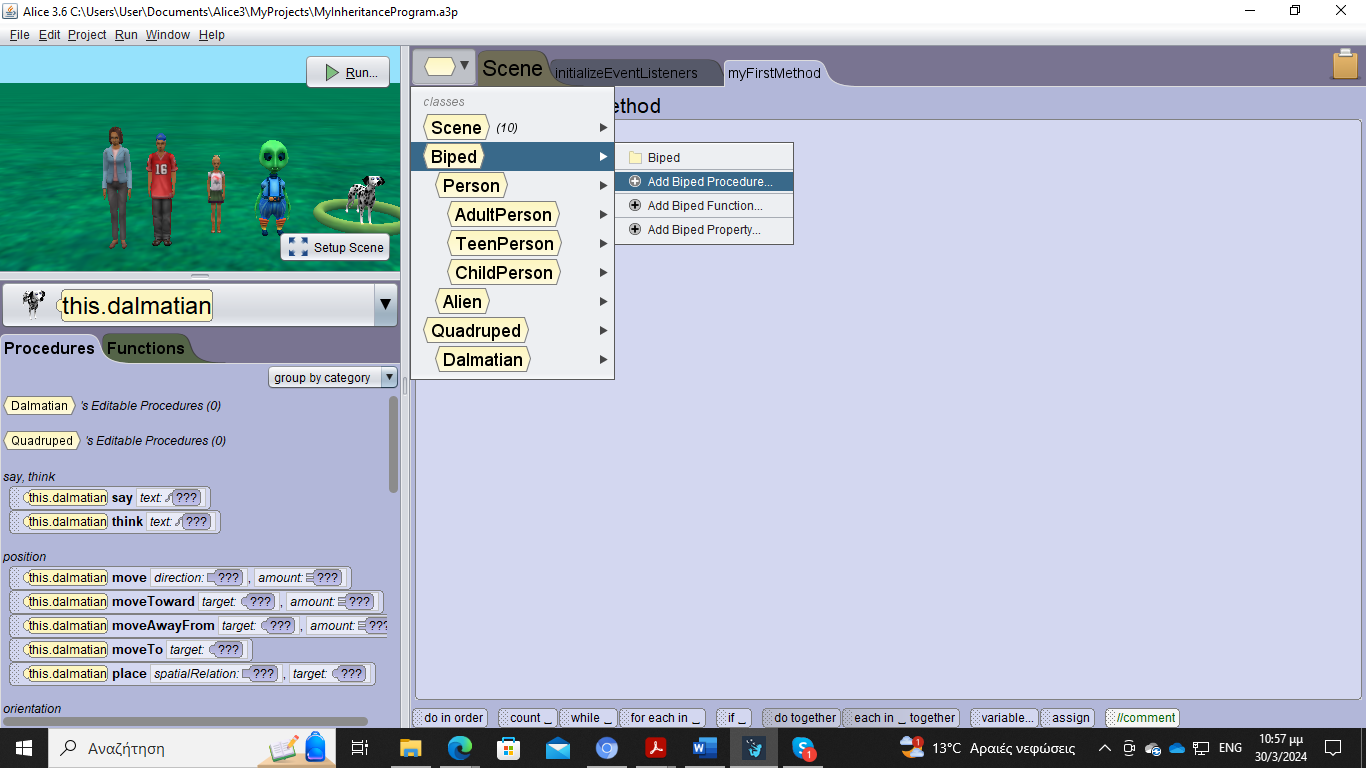 Alice 3.6 C:\Users\User\Documents\Alice3\MyProjects\MyInheritanceProgram.a3p
File Edit Project Run Window Help
Run...
16
Setup Scene
this.dalmatian
Procedures Functions
group by category
Dalmatian 's Editable Procedures (0)
Quadruped 's Editable Procedures (0)
say, think
this.dalmatian say text: ???
this.dalmatian think text: ???
position
this.dalmatian move direction: ??? , amount: ???
this.dalmatian moveToward target: ??? , amount: ???
this.dalmatian moveAwayFrom target: ??? , amount: ???
this.dalmatian moveTo target: ???
this.dalmatian place spatialRelation: ??? , target: ???
orientation
Scene initializeEventListeners myFirstMethod
ethod
classes
Scene (10)
Biped
Person
AdultPerson
TeenPerson
ChildPerson
Alien
Quadruped
Dalmatian
Biped
Add Biped Procedure...
Add Biped Function...
Add Biped Property...
do in order count _ while _ for each in _ if _ do together each in _ together variable... assign //comment
Αναζήτηση
W
S 1
1 13°C Αραιές νεφώσεις
ENG
10:57 μμ
30/3/2024